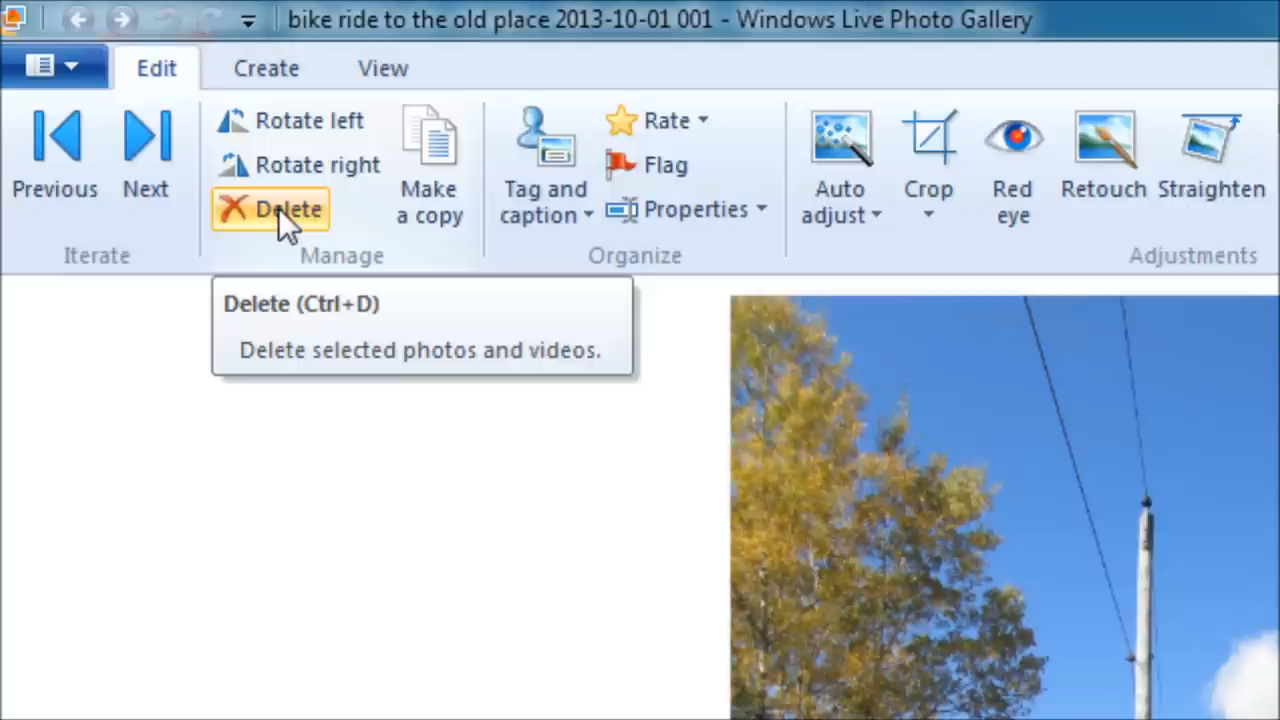 bike ride to the old place 2013-10-01 001 - Windows Live Photo Gallery
Edit Create View
Previous
Next
Iterate
Rotate left
Rotate right
Delete
Make
a copy
Manage
Tag and
caption
Rate
Flag
Properties
Organize
Auto
adjust
Crop
Red
eye
Retouch
Straighten
Adjustments
Delete (Ctrl+D)
Delete selected photos and videos.